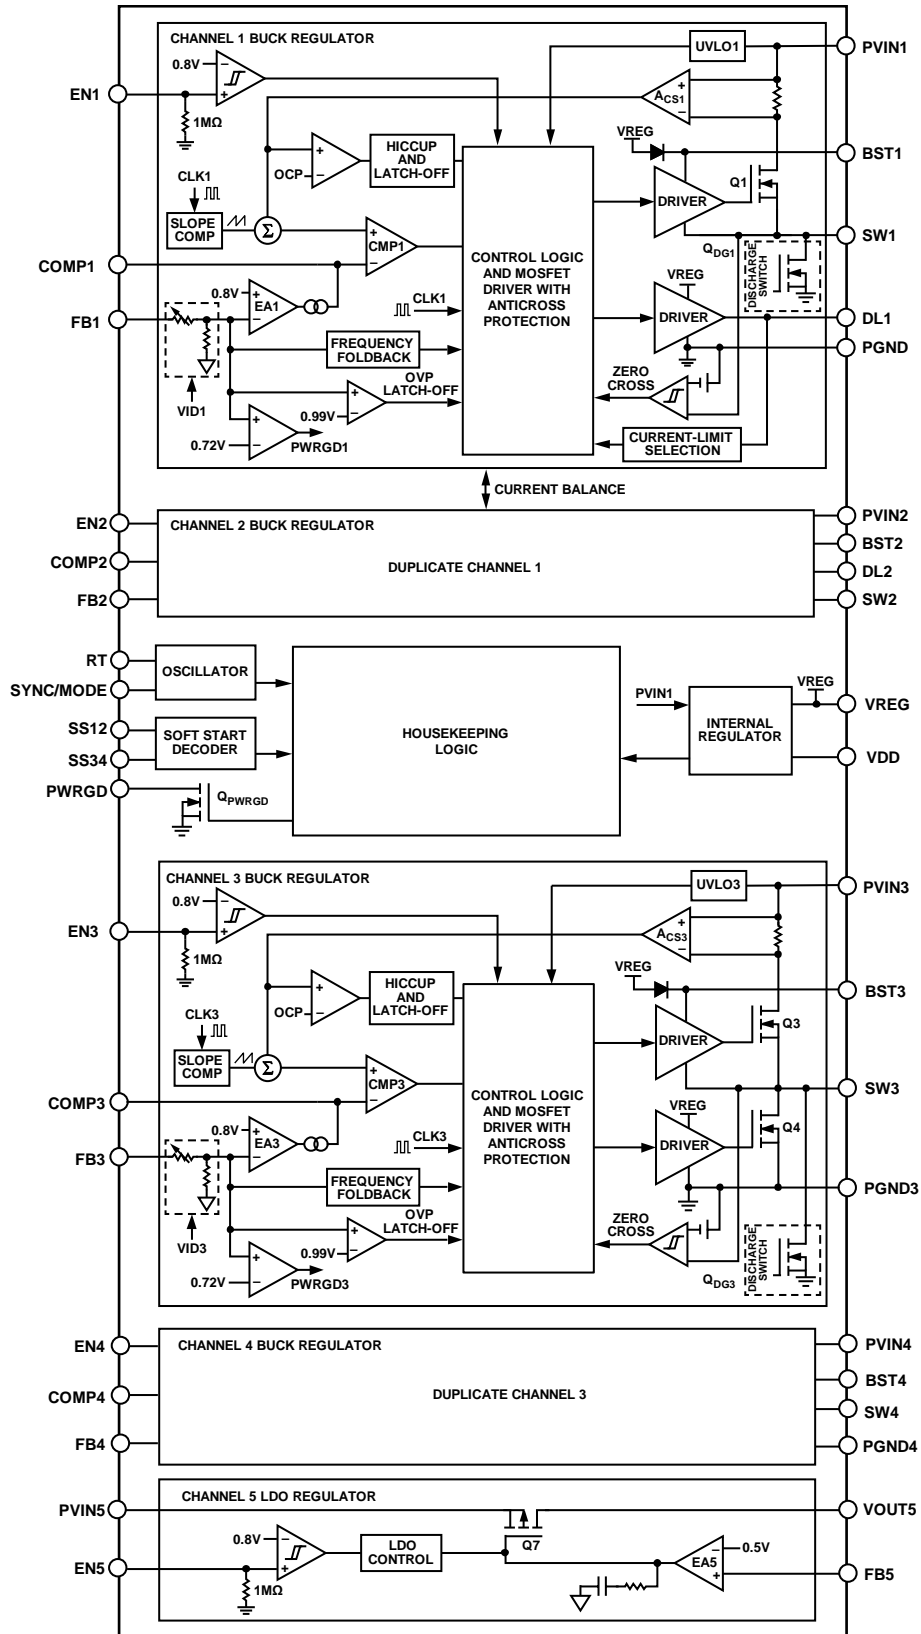 CHANNEL 1 BUCK REGULATOR
UVLO1
PVIN1
0.8V
EN1
1MΩ
ACS1
VREG
BST1
OCP
HICCUP
AND
LATCH-OFF
Q1
DRIVER
CLK1
SLOPE
COMP
Σ
CMP1
SW1
QDG1
DISCHARGE
SWITCH
COMP1
CONTROL LOGIC
AND MOSFET
DRIVER WITH
ANTICROSS
PROTECTION
0.8V
EA1
CLK1
VREG
DRIVER
FB1
DL1
PGND
FREQUENCY
FOLDBACK
VID1
OVP
LATCH-OFF
ZERO
CROSS
0.99V
0.72V
PWRGD1
CURRENT-LIMIT
SELECTION
CURRENT BALANCE
EN2
COMP2
FB2
CHANNEL 2 BUCK REGULATOR
DUPLICATE CHANNEL 1
PVIN2
BST2
DL2
SW2
RT
SYNC/MODE
OSCILLATOR
SS12
SS34
SOFT START
DECODER
PWRGD
QPWRGD
HOUSEKEEPING
LOGIC
PVIN1
INTERNAL
REGULATOR
VREG
VREG
VDD
CHANNEL 3 BUCK REGULATOR
UVLO3
PVIN3
0.8V
EN3
1MΩ
ACS3
VREG
BST3
OCP
HICCUP
AND
LATCH-OFF
Q3
DRIVER
CLK3
SLOPE
COMP
Σ
CMP3
SW3
COMP3
CONTROL LOGIC
AND MOSFET
DRIVER WITH
ANTICROSS
PROTECTION
0.8V
EA3
CLK3
VREG
DRIVER
Q4
FB3
PGND3
FREQUENCY
FOLDBACK
VID3
OVP
LATCH-OFF
ZERO
CROSS
0.99V
0.72V
PWRGD3
QDG3
DISCHARGE
SWITCH
EN4
COMP4
FB4
CHANNEL 4 BUCK REGULATOR
DUPLICATE CHANNEL 3
PVIN4
BST4
SW4
PGND4
CHANNEL 5 LDO REGULATOR
PVIN5
VOUT5
Q7
0.8V
LDO
CONTROL
EN5
1MΩ
EA5
0.5V
FB5